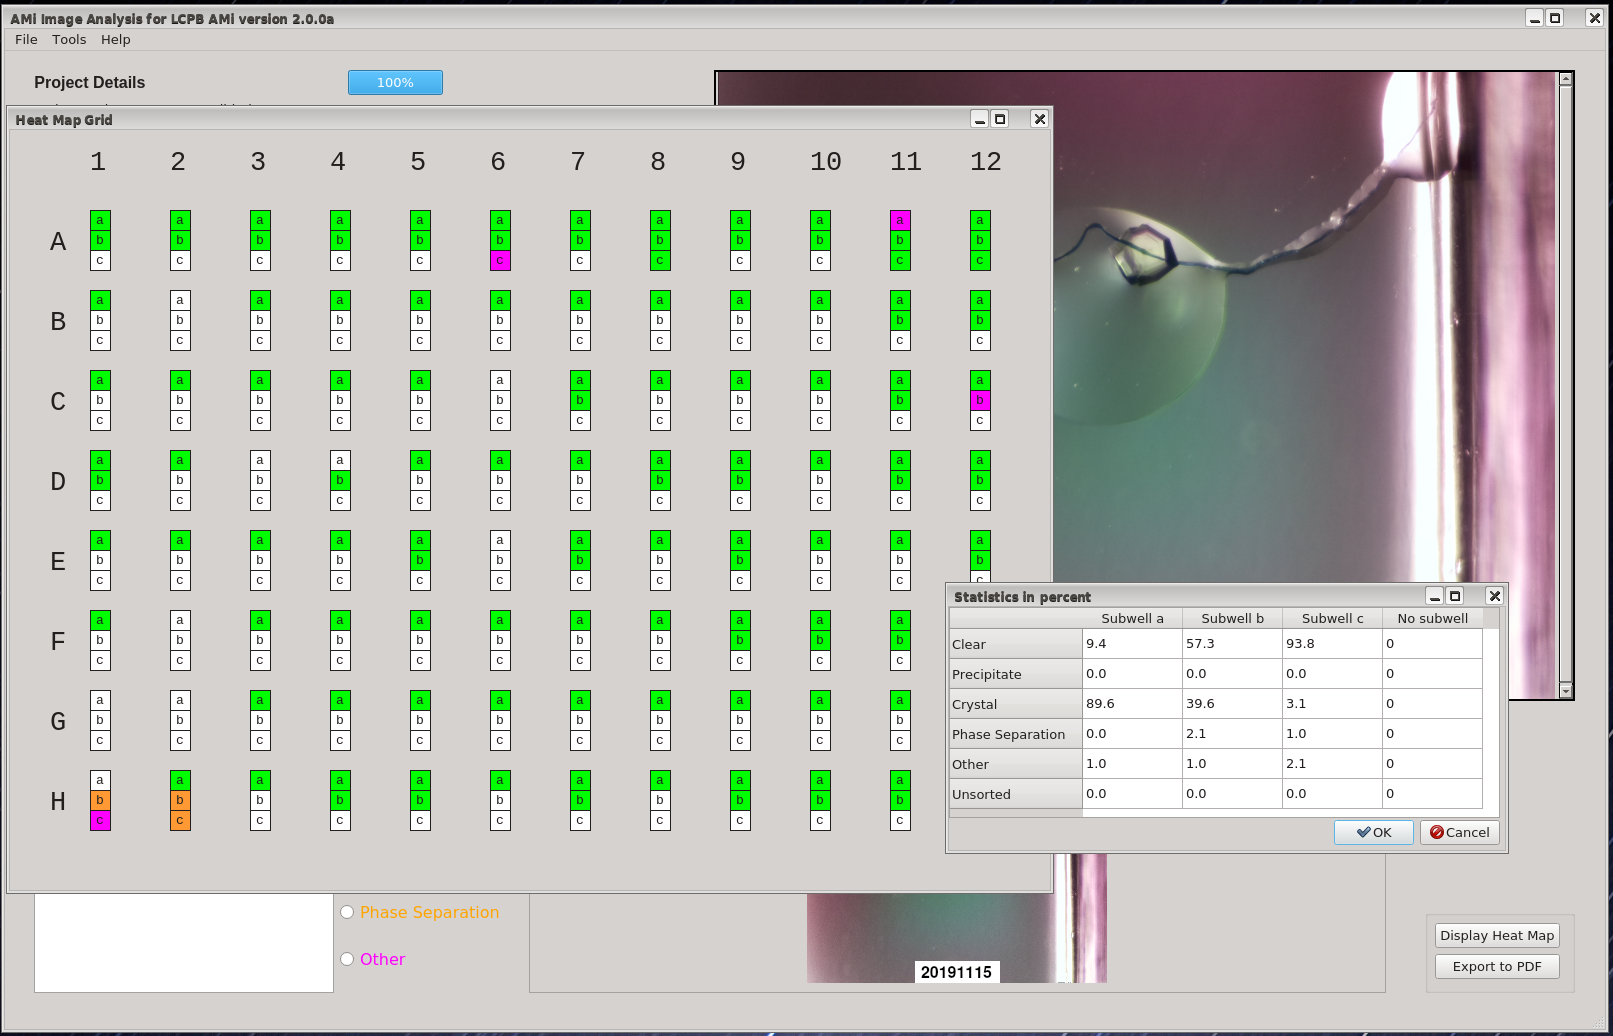 AMi Image Analysis for LCPB AMi version 2.0.0a
File Tools Help
Project Details
100%
Heat Map Grid
1 2 3 4 5 6 7 8 9 10 11 12
a a a a a a a a a a a a
A b b b b b b b b b b b b
c c c c c c c c c c c c
a a a a a a a a a a a a
B b b b b b b b b b b b b
c c c c c c c c c c c c
a a a a a a a a a a a a
C b b b b b b b b b b b b
c c c c c c c c c c c c
a a a a a a a a a a a a
D b b b b b b b b b b b b
c c c c c c c c c c c c
a a a a a a a a a a a a
E b b b b b b b b b b b b
c c c c c c c c c c c
a a a a a a a a a a a
F b b b b b b b b b b b
c c c c c c c c c c c
a a a a a a a a a a a
G b b b b b b b b b b b
c c c c c c c c c c c
a a a a a a a a a a a
H b b b b b b b b b b b
c c c c c c c c c c c
Statistics in percent
Subwell a Subwell b Subwell c No subwell
Clear 9.4 57.3 93.8 0
Precipitate 0.0 0.0 0.0 0
Crystal 89.6 39.6 3.1 0
Phase Separation 0.0 2.1 1.0 0
Other 1.0 1.0 2.1 0
Unsorted 0.0 0.0 0.0 0
OK Cancel
Phase Separation
Other
20191115
Display Heat Map
Export to PDF